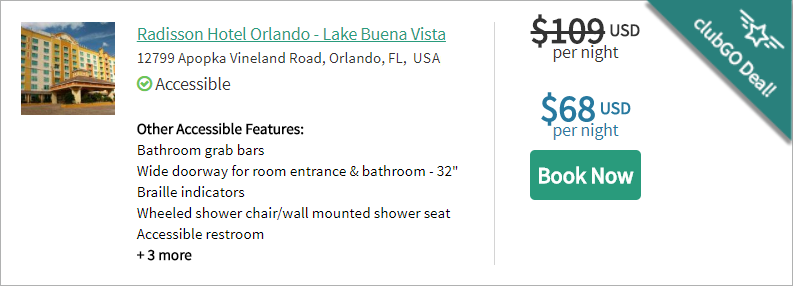 Radisson Hotel Orlando - Lake Buena Vista
12799 Apopka Vineland Road, Orlando, FL, USA
Accessible
Other Accessible Features:
Bathroom grab bars
Wide doorway for room entrance & bathroom - 32"
Braille indicators
Wheeled shower chair/wall mounted shower seat
Accessible restroom
+ 3 more
$109 USD
per night
$68 USD
per night
Book Now
clubGO Deal!